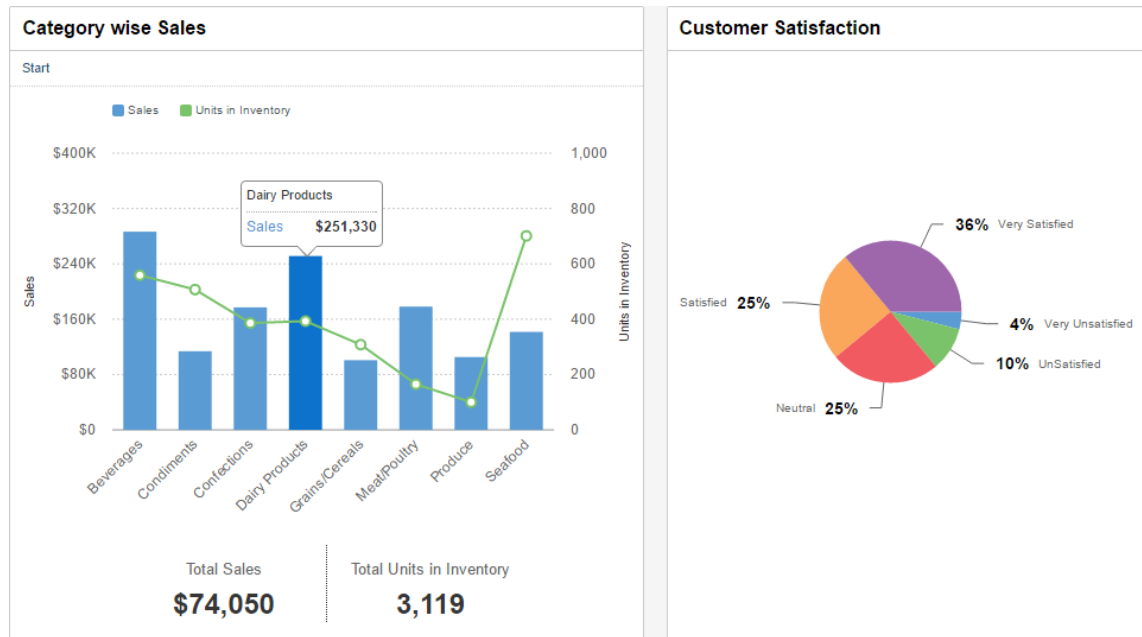 Category wise Sales
Start
Sales
Units in Inventory
$400K
$320K
$240K
$160K
$80K
$0
Sales
Dairy Products
Sales $251,330
1,000
800
600
400
200
0
Units in Inventory
Beverages
Condiments
Confections
Dairy Products
Grains/Cereals
Meat/Poultry
Produce
Seafood
Total Sales
$74,050
Total Units in Inventory
3,119
Customer Satisfaction
36% Very Satisfied
Satisfied 25%
4% Very Unsatisfied
10% UnSatisfied
Neutral 25%